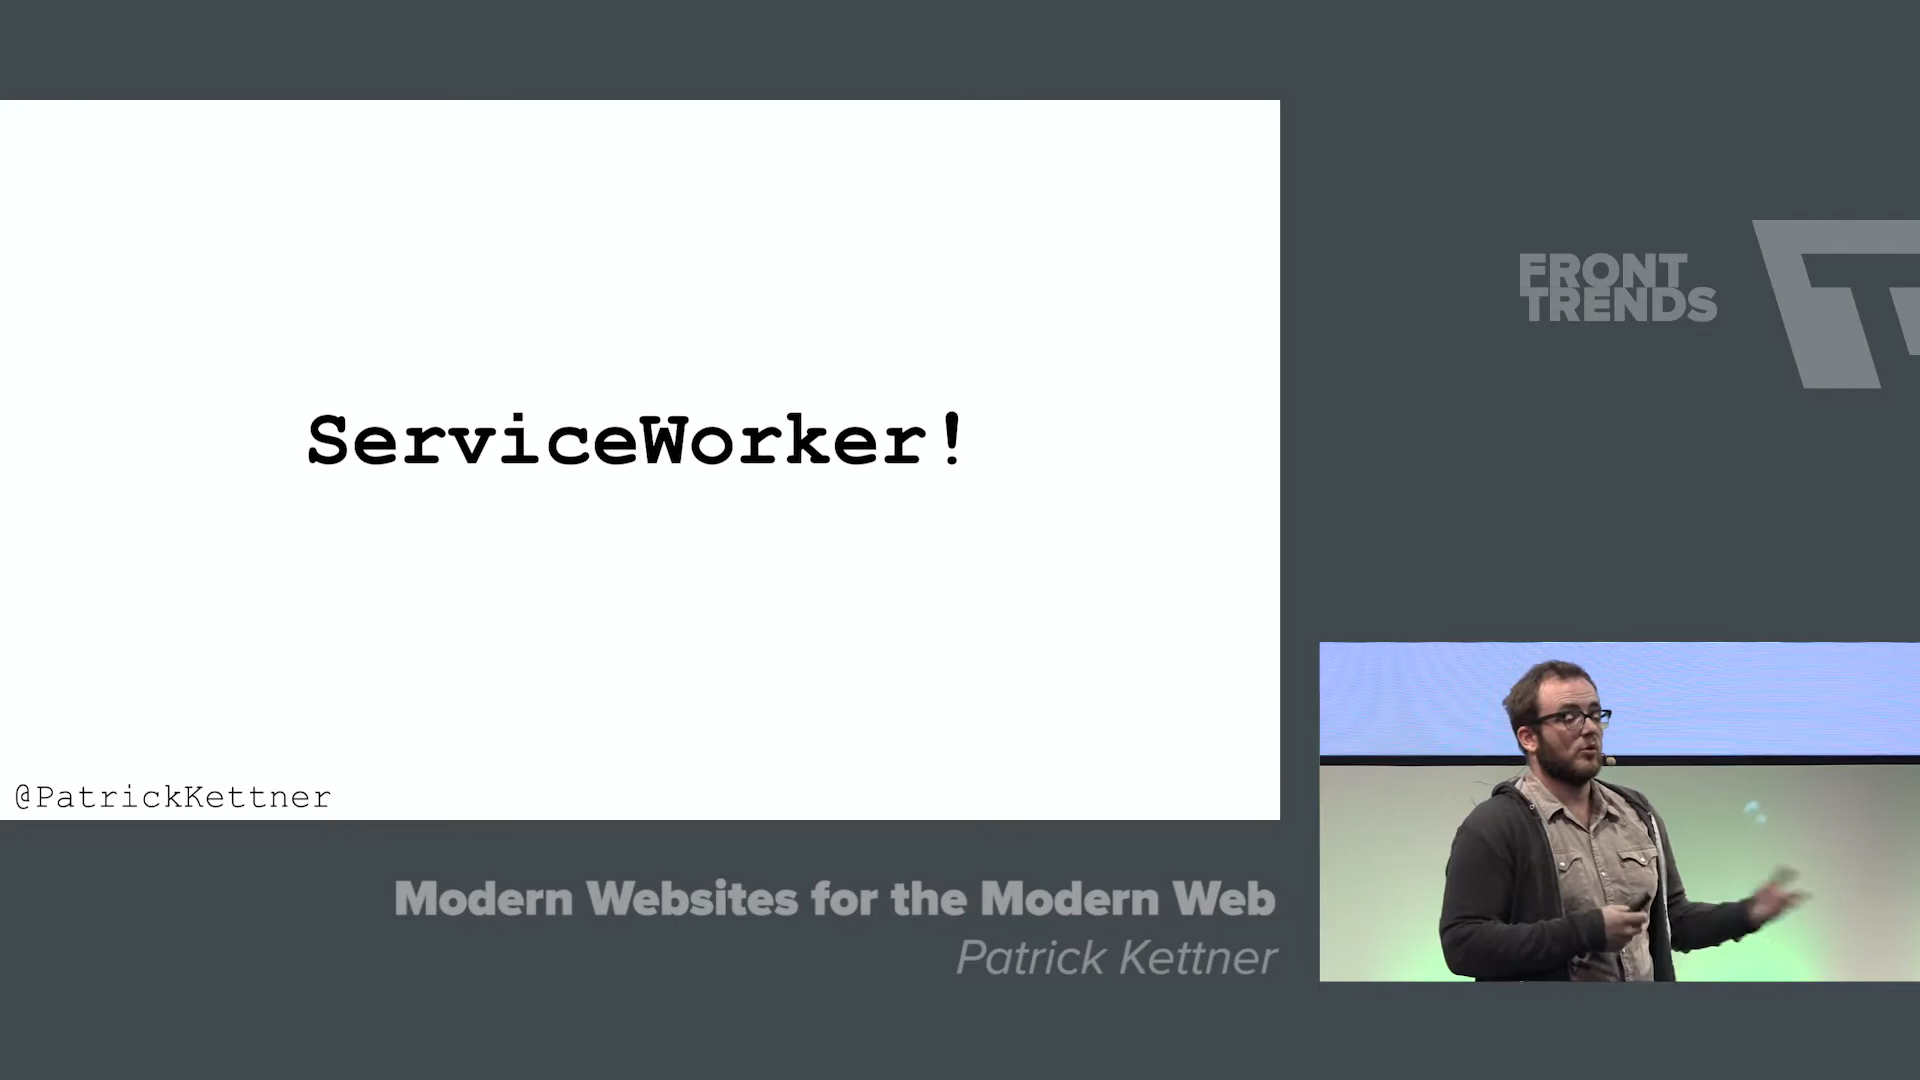 ServiceWorker!
@PatrickKettner
FRONT
TRENDS
Modern Websites for the Modern Web
Patrick Kettner